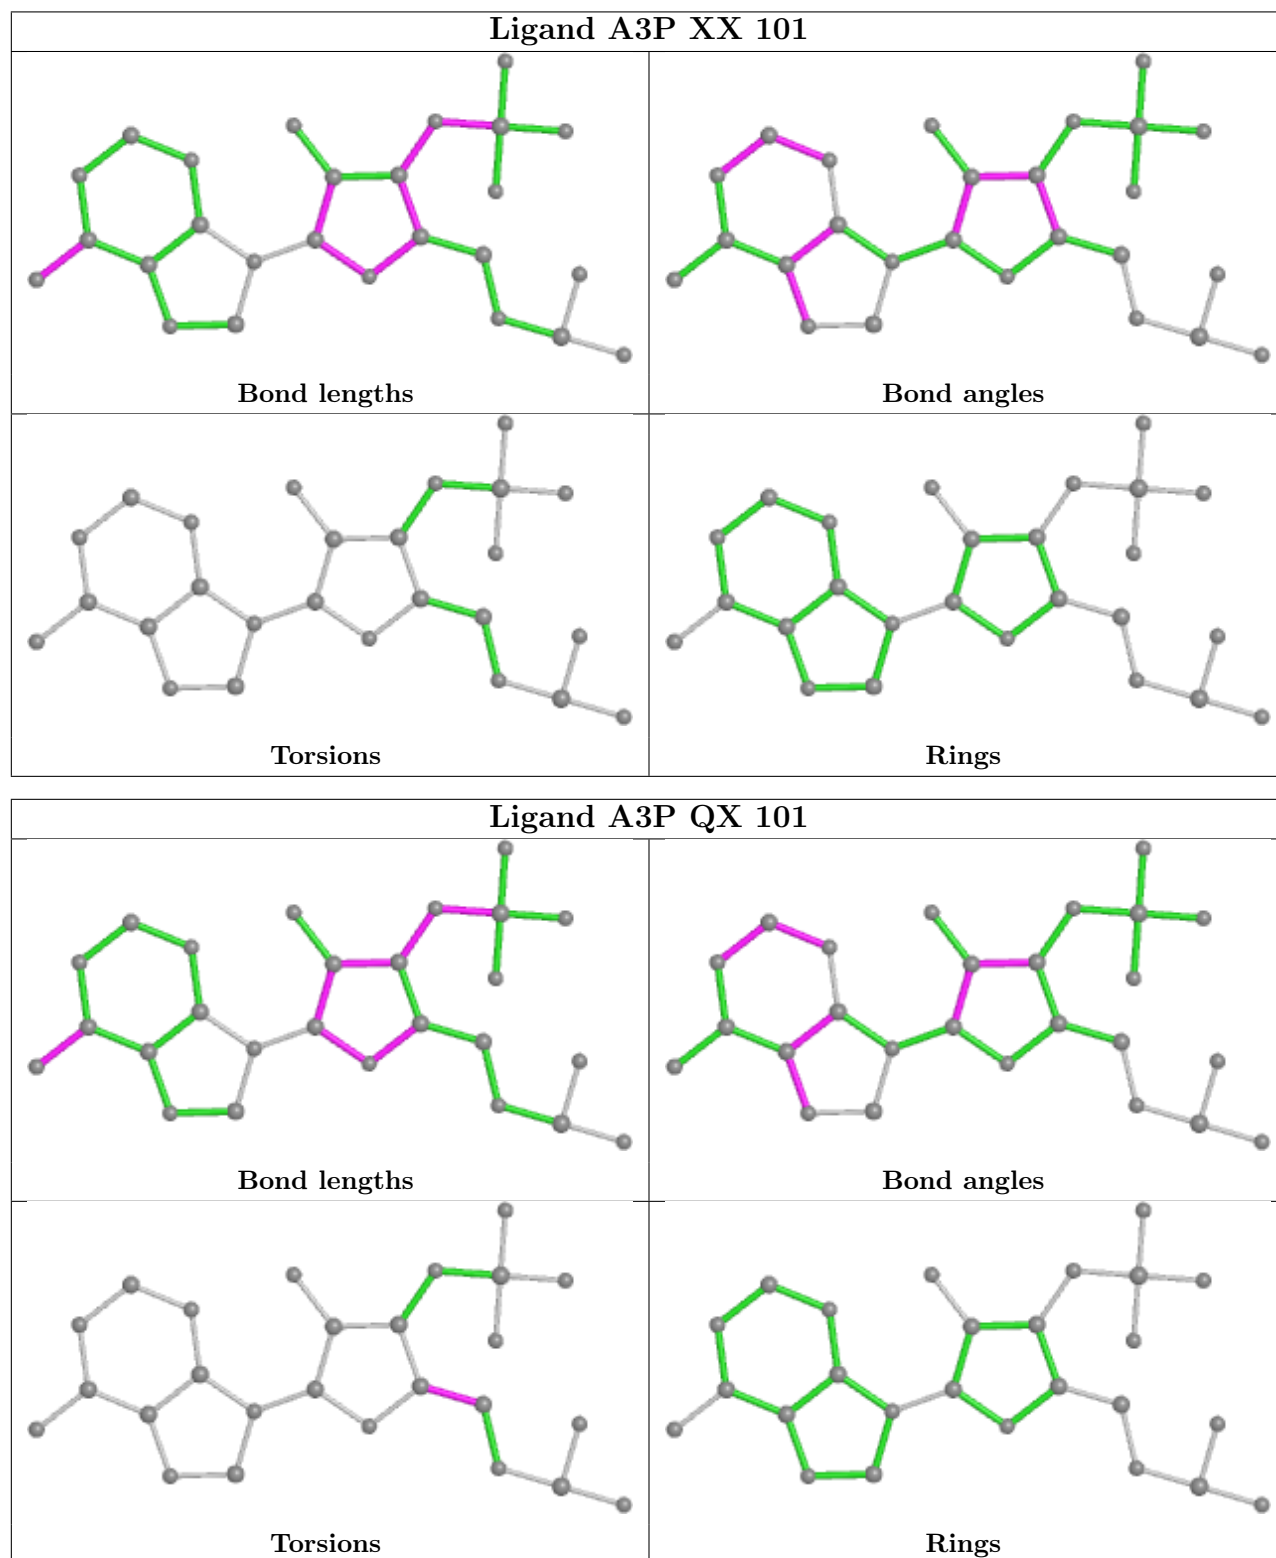 Ligand A3P XX 101
Bond lengths
Bond angles
Torsions
Rings
Ligand A3P QX 101
Bond lengths
Bond angles
Torsions
Rings